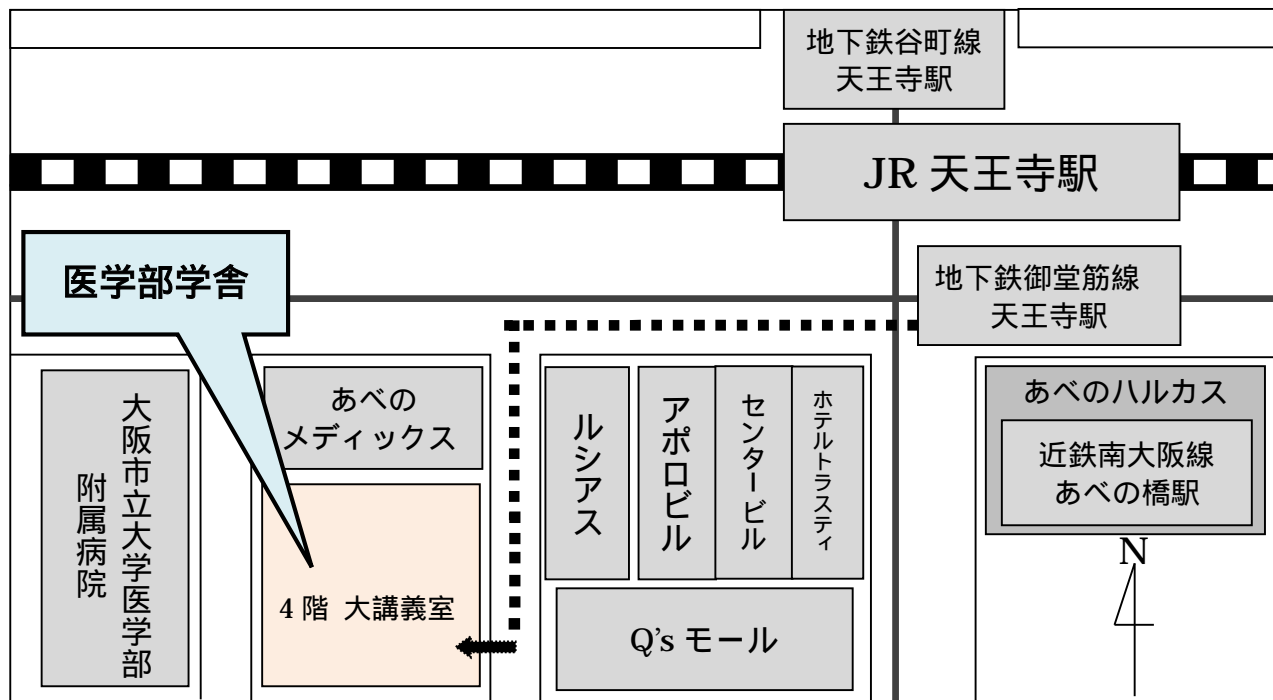 地下鉄谷町線
天王寺駅
JR 天王寺駅
医学部学舎
地下鉄御堂筋線
天王寺駅
大阪市立大学医学部
附属病院
あべの
メディックス
4階 大講義室
ルシアス
アポロビル
センタービル
ホテルトラスティ
Q'sモール
あべのハルカス
近鉄南大阪線
あべの橋駅
N